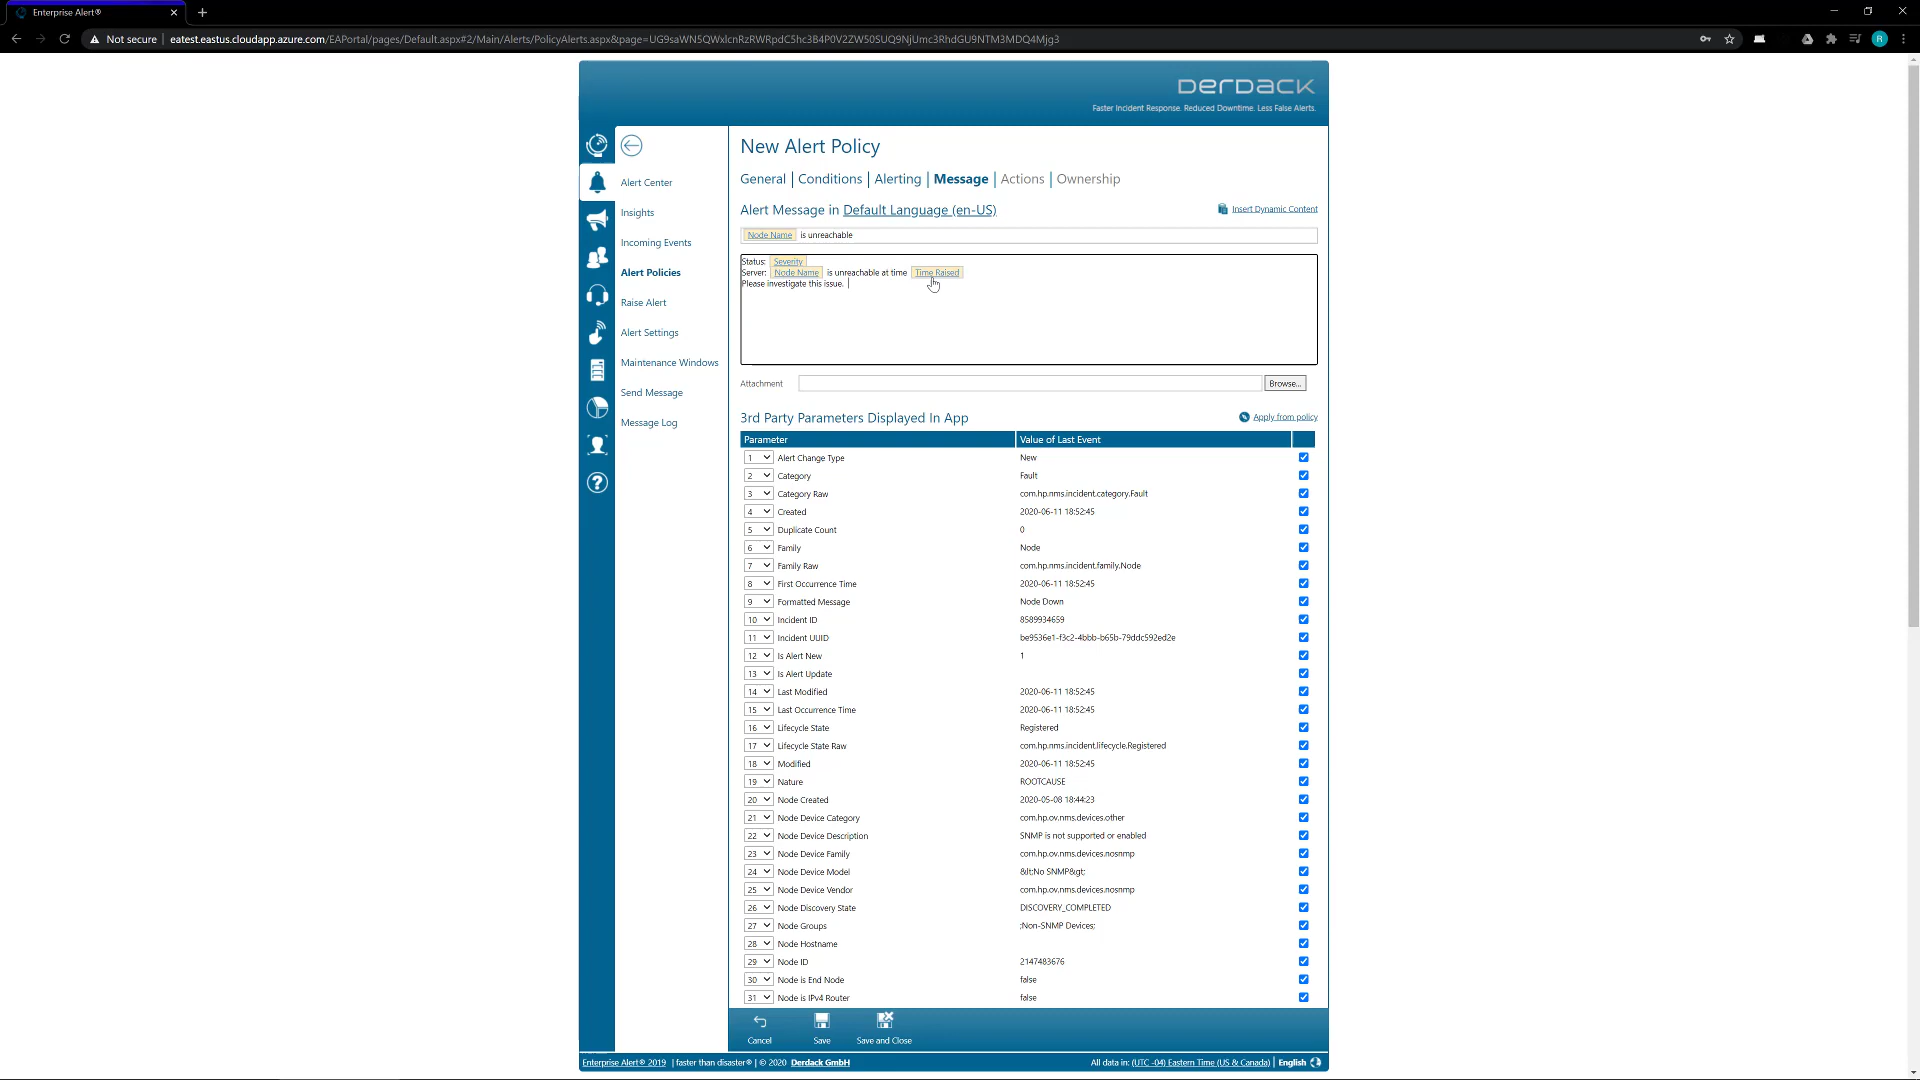 Enterprise Alert®
Not secure
eatest.eastus.cloudapp.azure.com/EAPortal/pages/Default.aspx#2/Main/Alerts/PolicyAlerts.aspx&page=UG9saWN5QWxlcnRzRWRpdC5hc3B4P0V2ZW50SUQ9NjUmc3RhdGU9NTM3MDQ4Mjg3
R
Derdack
Faster Incident Response. Reduced Downtime. Less False Alerts.
Alert Center
Insights
Incoming Events
Alert Policies
Raise Alert
Alert Settings
Maintenance Windows
Send Message
Message Log
New Alert Policy
General | Conditions | Alerting | Message | Actions | Ownership
Alert Message in Default Language (en-US)
Insert Dynamic Content
Node Name is unreachable
Status: Severity
Server: Node Name is unreachable at time Time Raised
Please investigate this issue.
Attachment
Browse...
3rd Party Parameters Displayed In App
Apply from policy
Parameter Value of Last Event
1 Alert Change Type New
2 Category Fault
3 Category Raw com.hp.nms.incident.category.Fault
4 Created 2020-06-11 18:52:45
5 Duplicate Count 0
6 Family Node
7 Family Raw com.hp.nms.incident.family.Node
8 First Occurrence Time 2020-06-11 18:52:45
9 Formatted Message Node Down
10 Incident ID 8589934659
11 Incident UUID be9536e1-f3c2-4bbb-b65b-79ddc592ed2e
12 Is Alert New 1
13 Is Alert Update
14 Last Modified 2020-06-11 18:52:45
15 Last Occurrence Time 2020-06-11 18:52:45
16 Lifecycle State Registered
17 Lifecycle State Raw com.hp.nms.incident.lifecycle.Registered
18 Modified 2020-06-11 18:52:45
19 Nature ROOTCAUSE
20 Node Created 2020-05-08 18:44:23
21 Node Device Category com.hp.ov.nms.devices.other
22 Node Device Description SNMP is not supported or enabled
23 Node Device Family com.hp.ov.nms.devices.nosnmp
24 Node Device Model &lt;No SNMP&gt;
25 Node Device Vendor com.hp.ov.nms.devices.nosnmp
26 Node Discovery State DISCOVERY_COMPLETED
27 Node Groups ;Non-SNMP Devices;
28 Node Hostname
29 Node ID 2147483676
30 Node is End Node false
31 Node is IPv4 Router false
Cancel Save Save and Close
Enterprise Alert® 2019 | faster than disaster® | © 2020 Derdack GmbH
All data in: (UTC -04) Eastern Time (US & Canada) | English